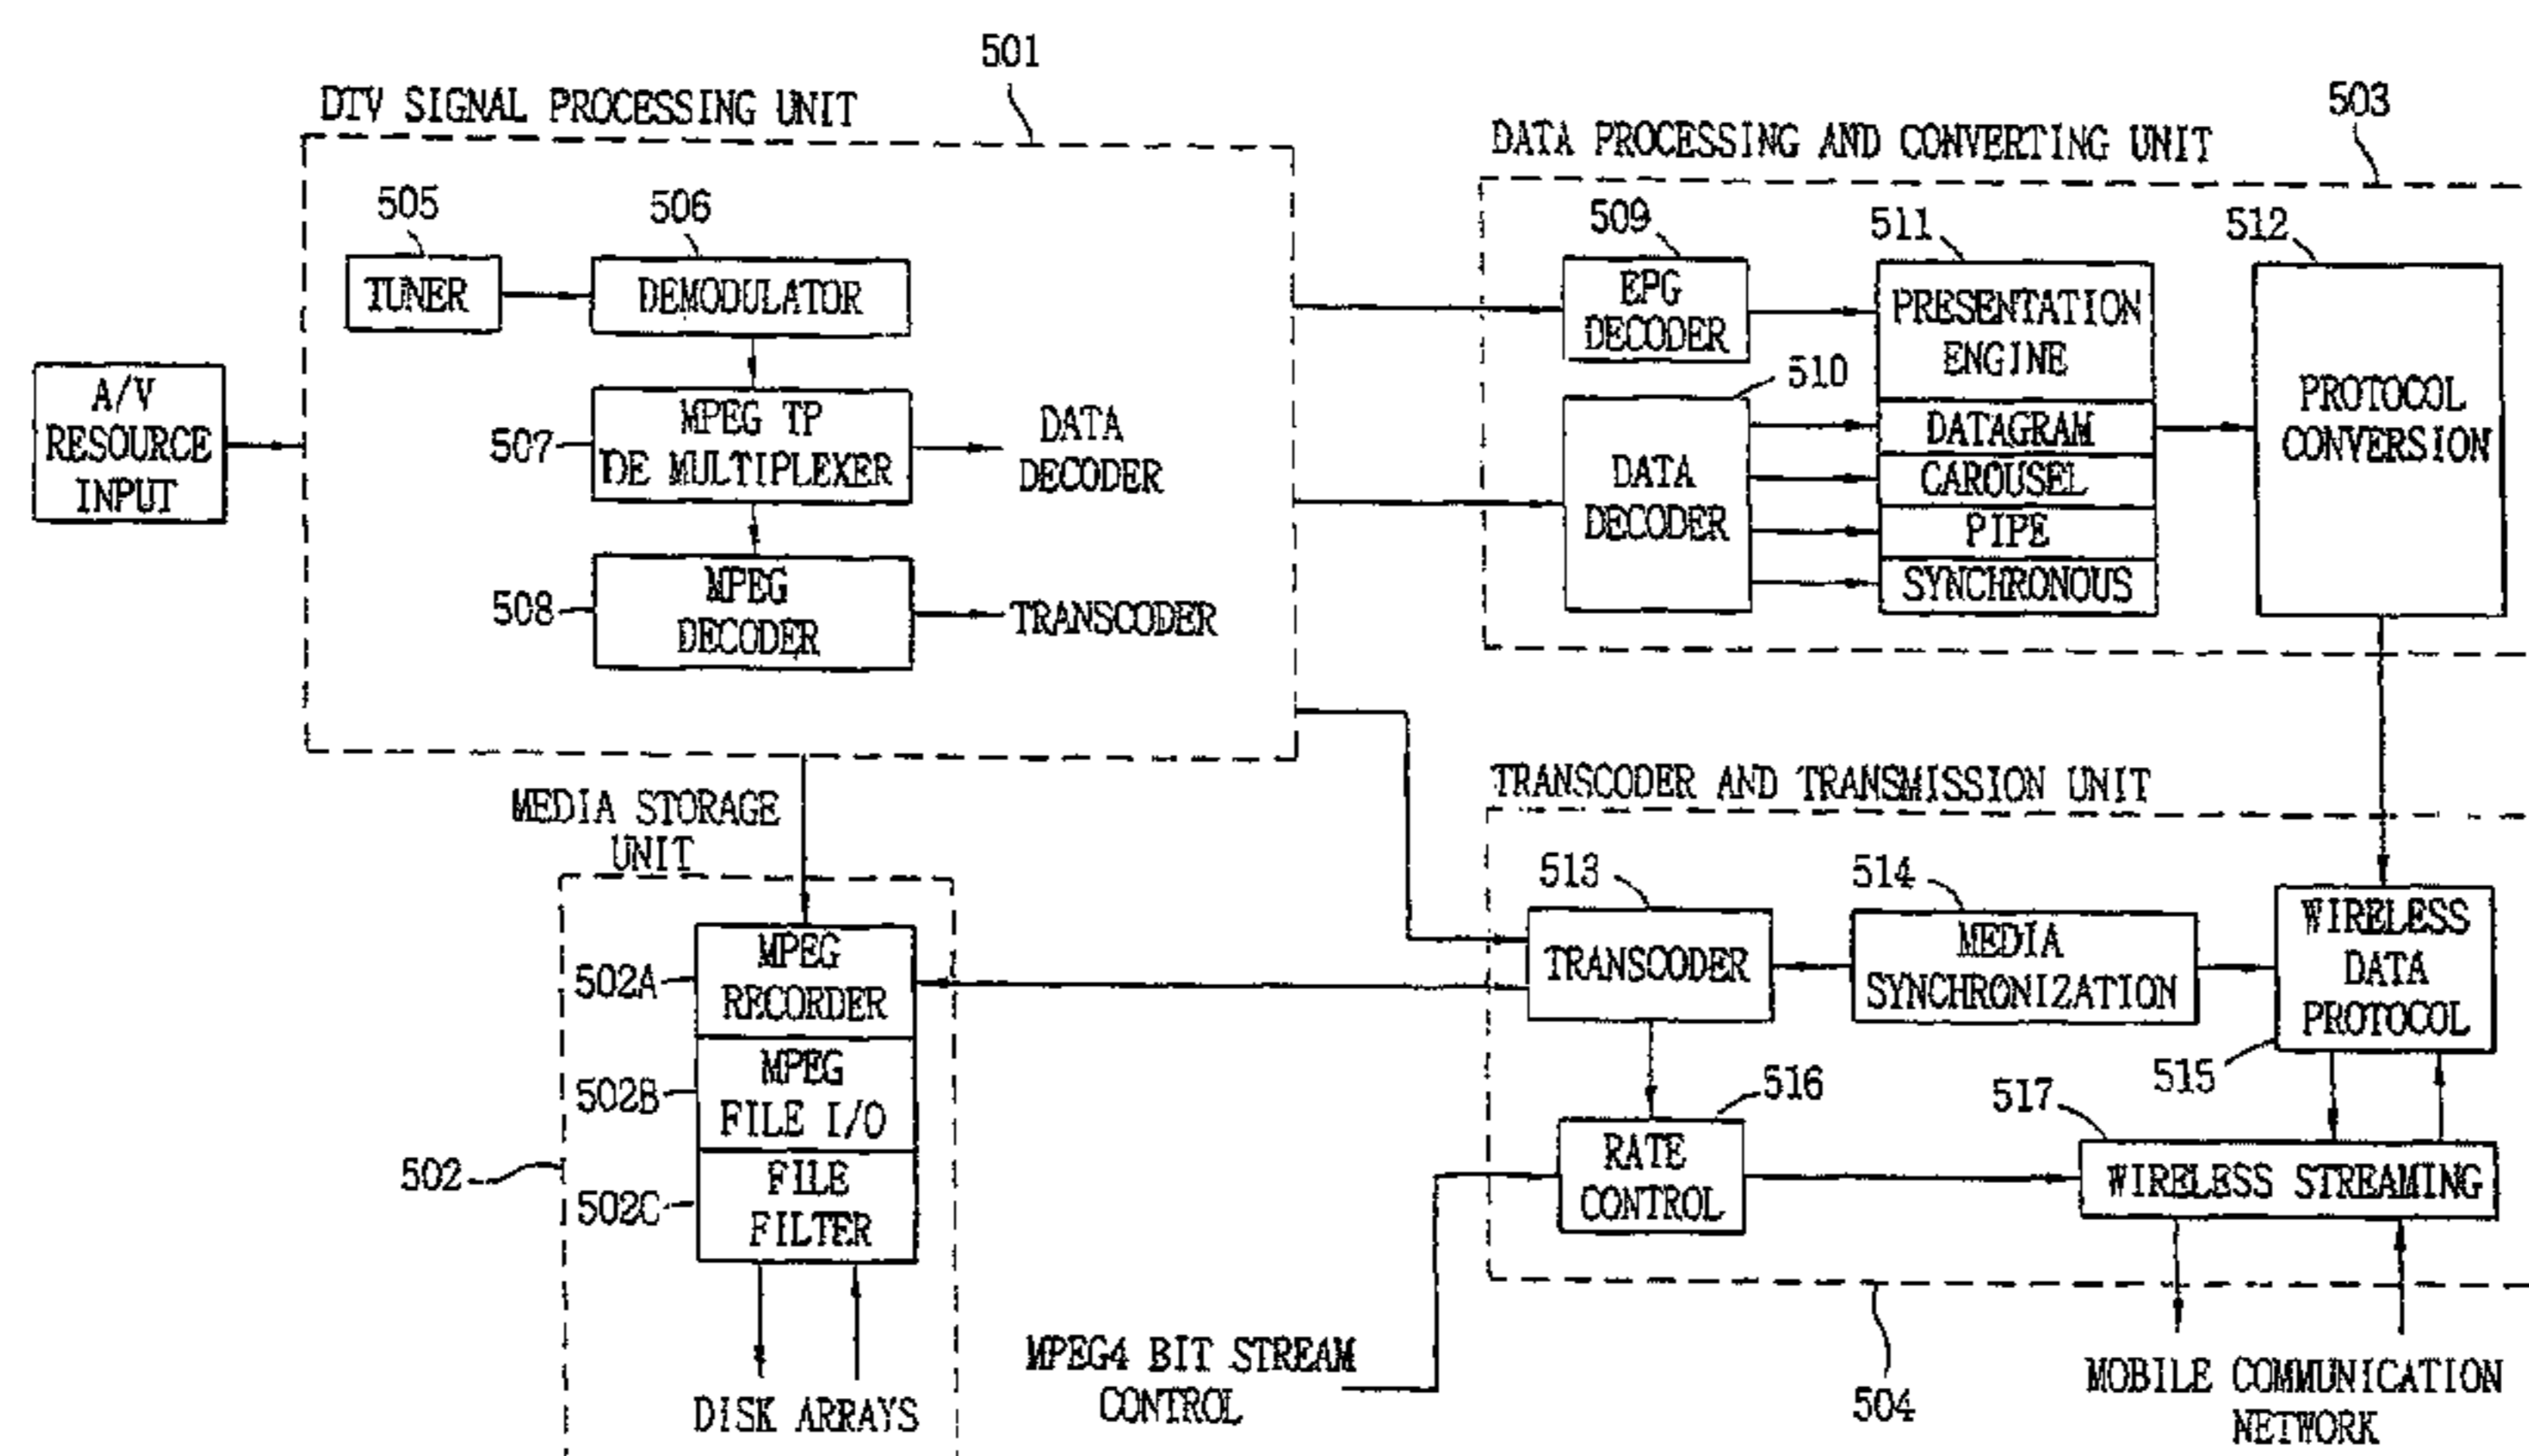 501
DTV SIGNAL PROCESSING UNIT
505
506
TUNER
DEMODULATOR
A/V
RESOURCE
INPUT
507
MPEG TP
DE MULTIPLEXER
DATA
DECODER
508
MPEG
DECODER
TRANSCODER
503
DATA PROCESSING AND CONVERTING UNIT
509
511
512
EPG
DECODER
PRESENTATION
ENGINE
510
DATA
DECODER
DATAGRAM
CAROUSEL
PIPE
SYNCHRONOUS
PROTOCOL
CONVERSION
MEDIA STORAGE
UNIT
502A
MPEG
RECORDER
502B
MPEG
FILE I/O
502
502C
FILE
FILTER
DISK ARRAYS
TRANSCODER AND TRANSMISSION UNIT
513
514
TRANSCODER
MEDIA
SYNCHRONIZATION
WIRELESS
DATA
PROTOCOL
515
516
517
RATE
CONTROL
WIRELESS STREAMING
MPEG4 BIT STREAM
CONTROL
504
MOBILE COMMUNICATION
NETWORK